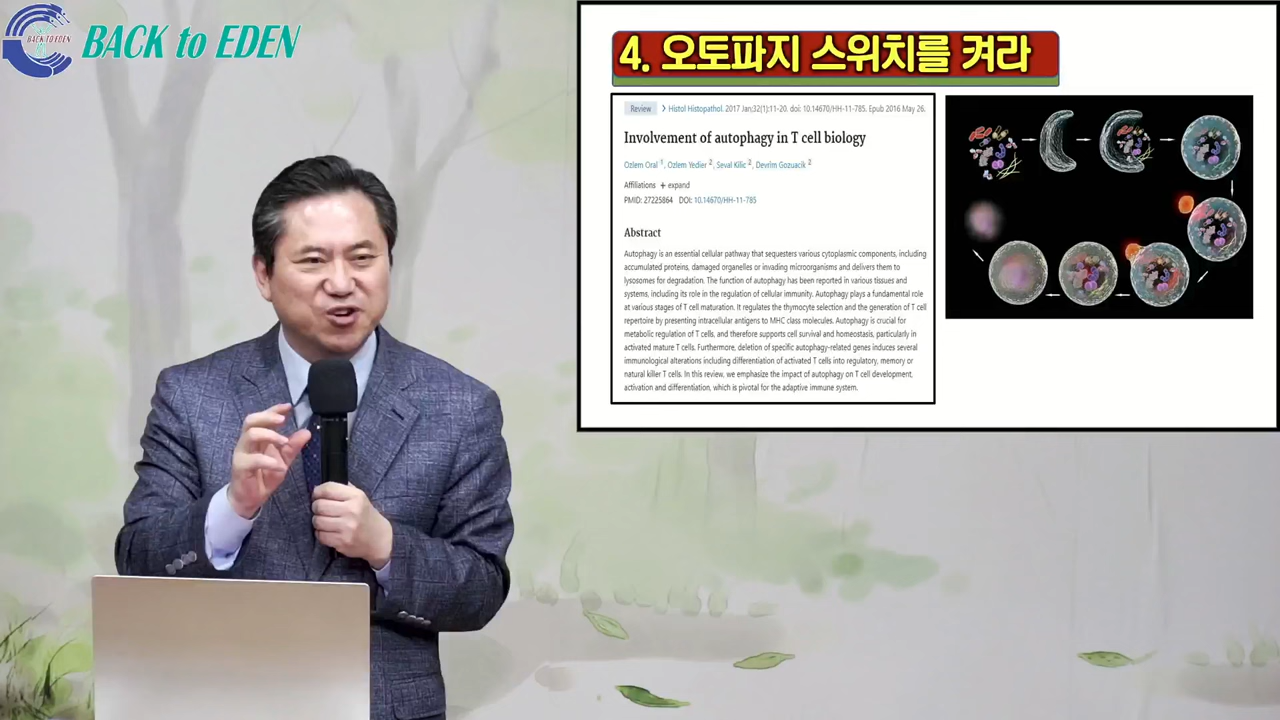 BACK TO EDEN
BACK to EDEN
4. 오토파지 스위치를 켜라
Review > Histol Histopathol. 2017 Jan;32(1):11-20. doi: 10.14670/HH-11-785. Epub 2016 May 26.
Involvement of autophagy in T cell biology
Ozlem Oral 1, Ozlem Yedier 2, Seval Kilic 2, Devrim Gozuacik 2
Affiliations + expand
PMID: 27225864 DOI: 10.14670/HH-11-785
Abstract
Autophagy is an essential cellular pathway that sequesters various cytoplasmic components, including
accumulated proteins, damaged organelles or invading microorganisms and delivers them to
lysosomes for degradation. The function of autophagy has been reported in various tissues and
systems, including its role in the regulation of cellular immunity. Autophagy plays a fundamental role
at various stages of T cell maturation. It regulates the thymocyte selection and the generation of T cell
repertoire by presenting intracellular antigens to MHC class molecules. Autophagy is crucial for
metabolic regulation of T cells, and therefore supports cell survival and homeostasis, particularly in
activated mature T cells. Furthermore, deletion of specific autophagy-related genes induces several
immunological alterations including differentiation of activated T cells into regulatory, memory or
natural killer T cells. In this review, we emphasize the impact of autophagy on T cell development,
activation and differentiation, which is pivotal for the adaptive immune system.